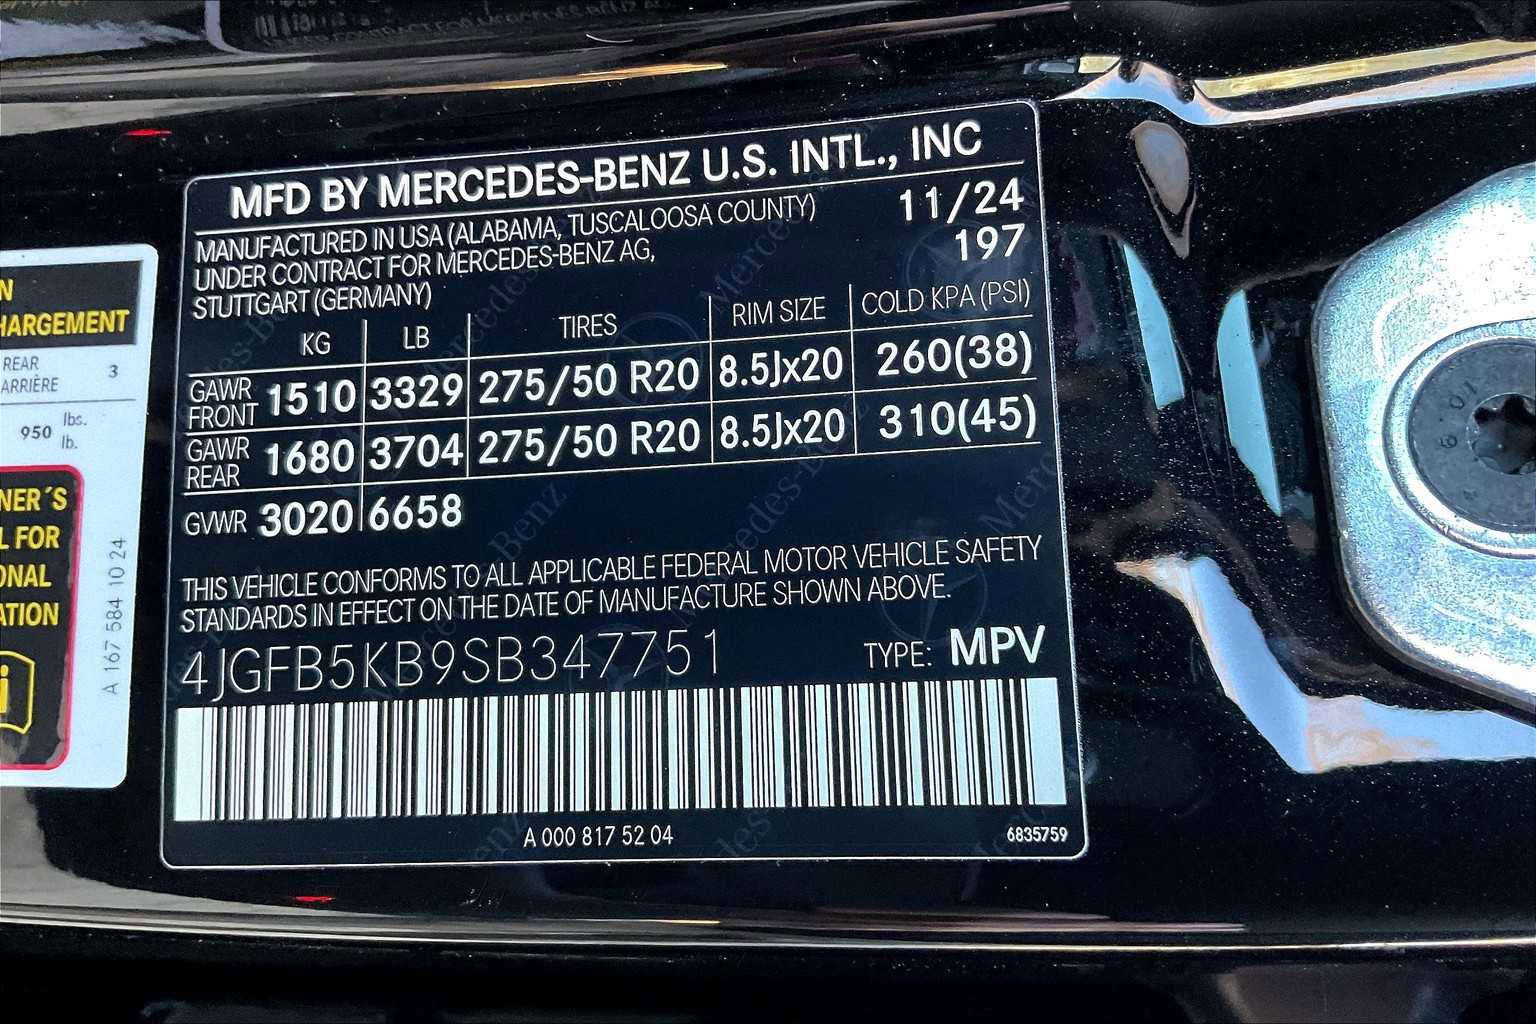 MFD BY MERCEDES-BENZ U.S. INTL., INC
MANUFACTURED IN USA (ALABAMA, TUSCALOOSA COUNTY) 11/24
UNDER CONTRACT FOR MERCEDES-BENZ AG, 197
STUTTGART (GERMANY)
KG LB TIRES RIM SIZE COLD KPA (PSI)
GAWR FRONT 1510 3329 275/50 R20 8.5Jx20 260(38)
GAWR REAR 1680 3704 275/50 R20 8.5Jx20 310(45)
GVWR 3020 6658
THIS VEHICLE CONFORMS TO ALL APPLICABLE FEDERAL MOTOR VEHICLE SAFETY
STANDARDS IN EFFECT ON THE DATE OF MANUFACTURE SHOWN ABOVE.
4JGFB5KB9SB347751 TYPE: MPV
A 000 817 52 04 6835759
N
HARGEMENT
REAR 3
ARRIÈRE
950 lbs.
lb.
NER´S
L FOR
ONAL
ATION
i
A 167 584 10 24